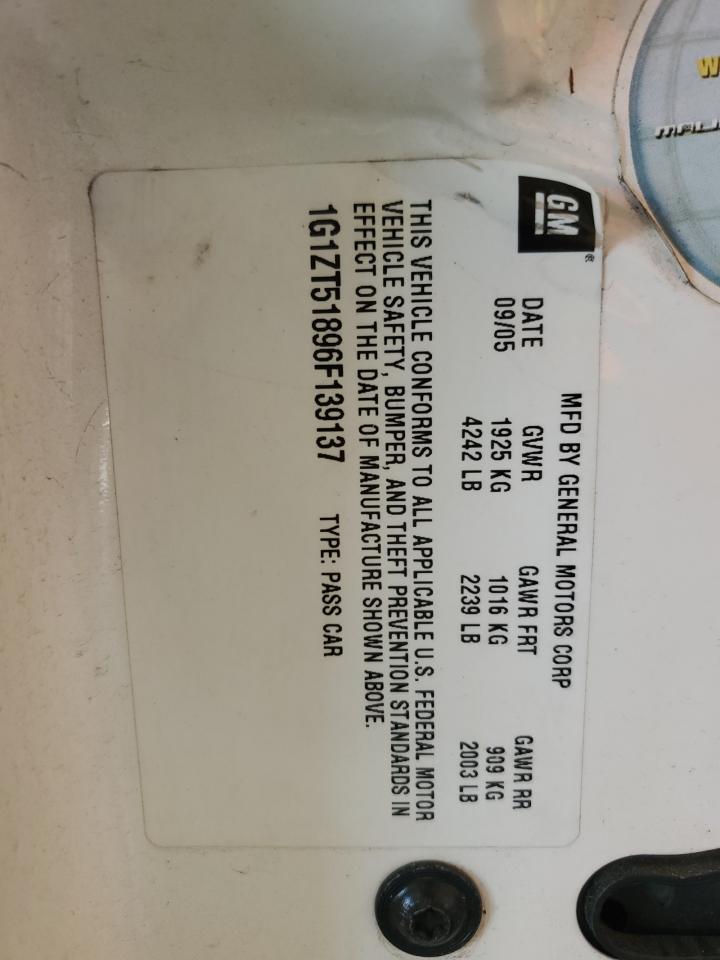 GM
MFD BY GENERAL MOTORS CORP
DATE GVWR GAWR FRT GAWR RR
09/05 1925 KG 1016 KG 909 KG
4242 LB 2239 LB 2003 LB
THIS VEHICLE CONFORMS TO ALL APPLICABLE U.S. FEDERAL MOTOR
VEHICLE SAFETY, BUMPER, AND THEFT PREVENTION STANDARDS IN
EFFECT ON THE DATE OF MANUFACTURE SHOWN ABOVE.
1G1ZT51896F139137 TYPE: PASS CAR